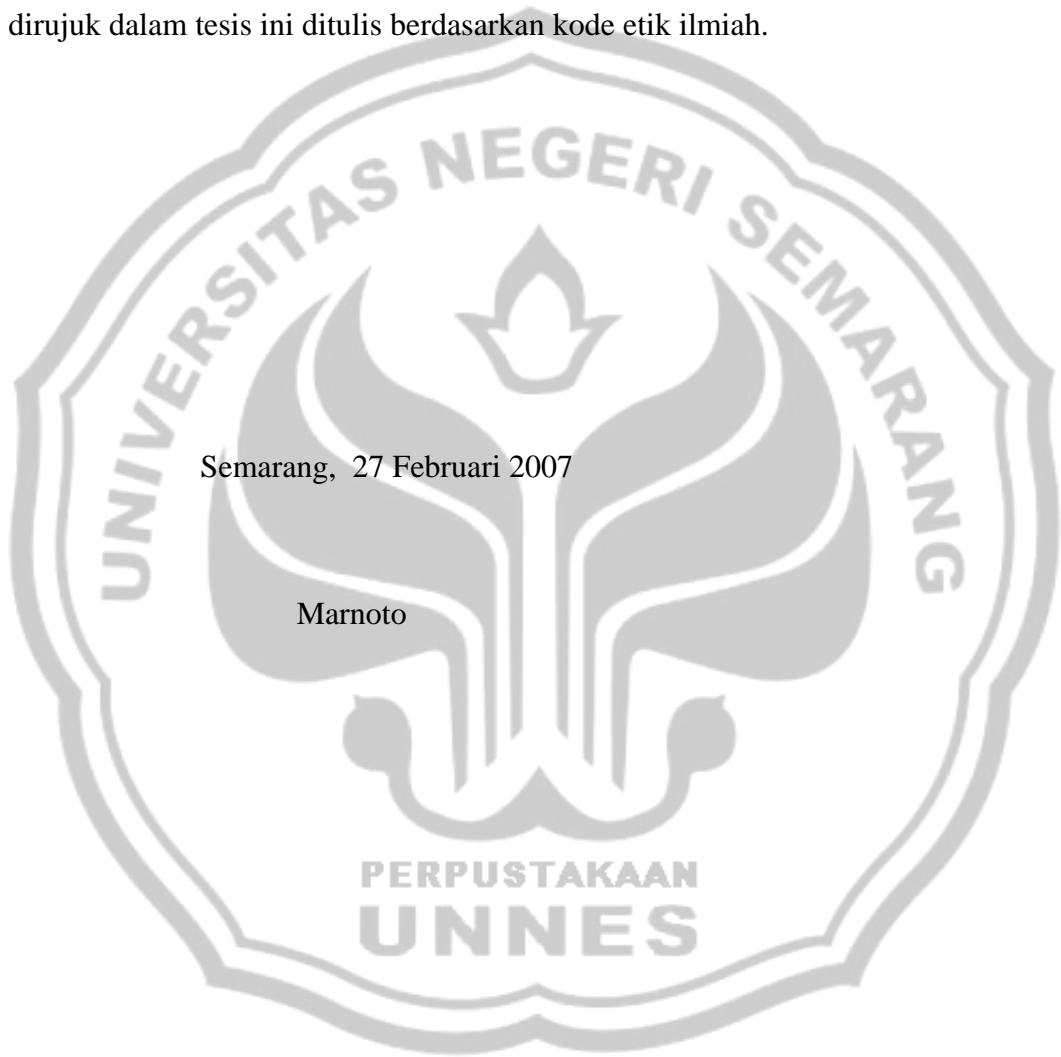 dirujuk dalam tesis ini ditulis berdasarkan kode etik ilmiah.
UNIVERSITAS NEGERI SEMARANG
Semarang,  27 Februari 2007
Marnoto
PERPUSTAKAAN
UNNES